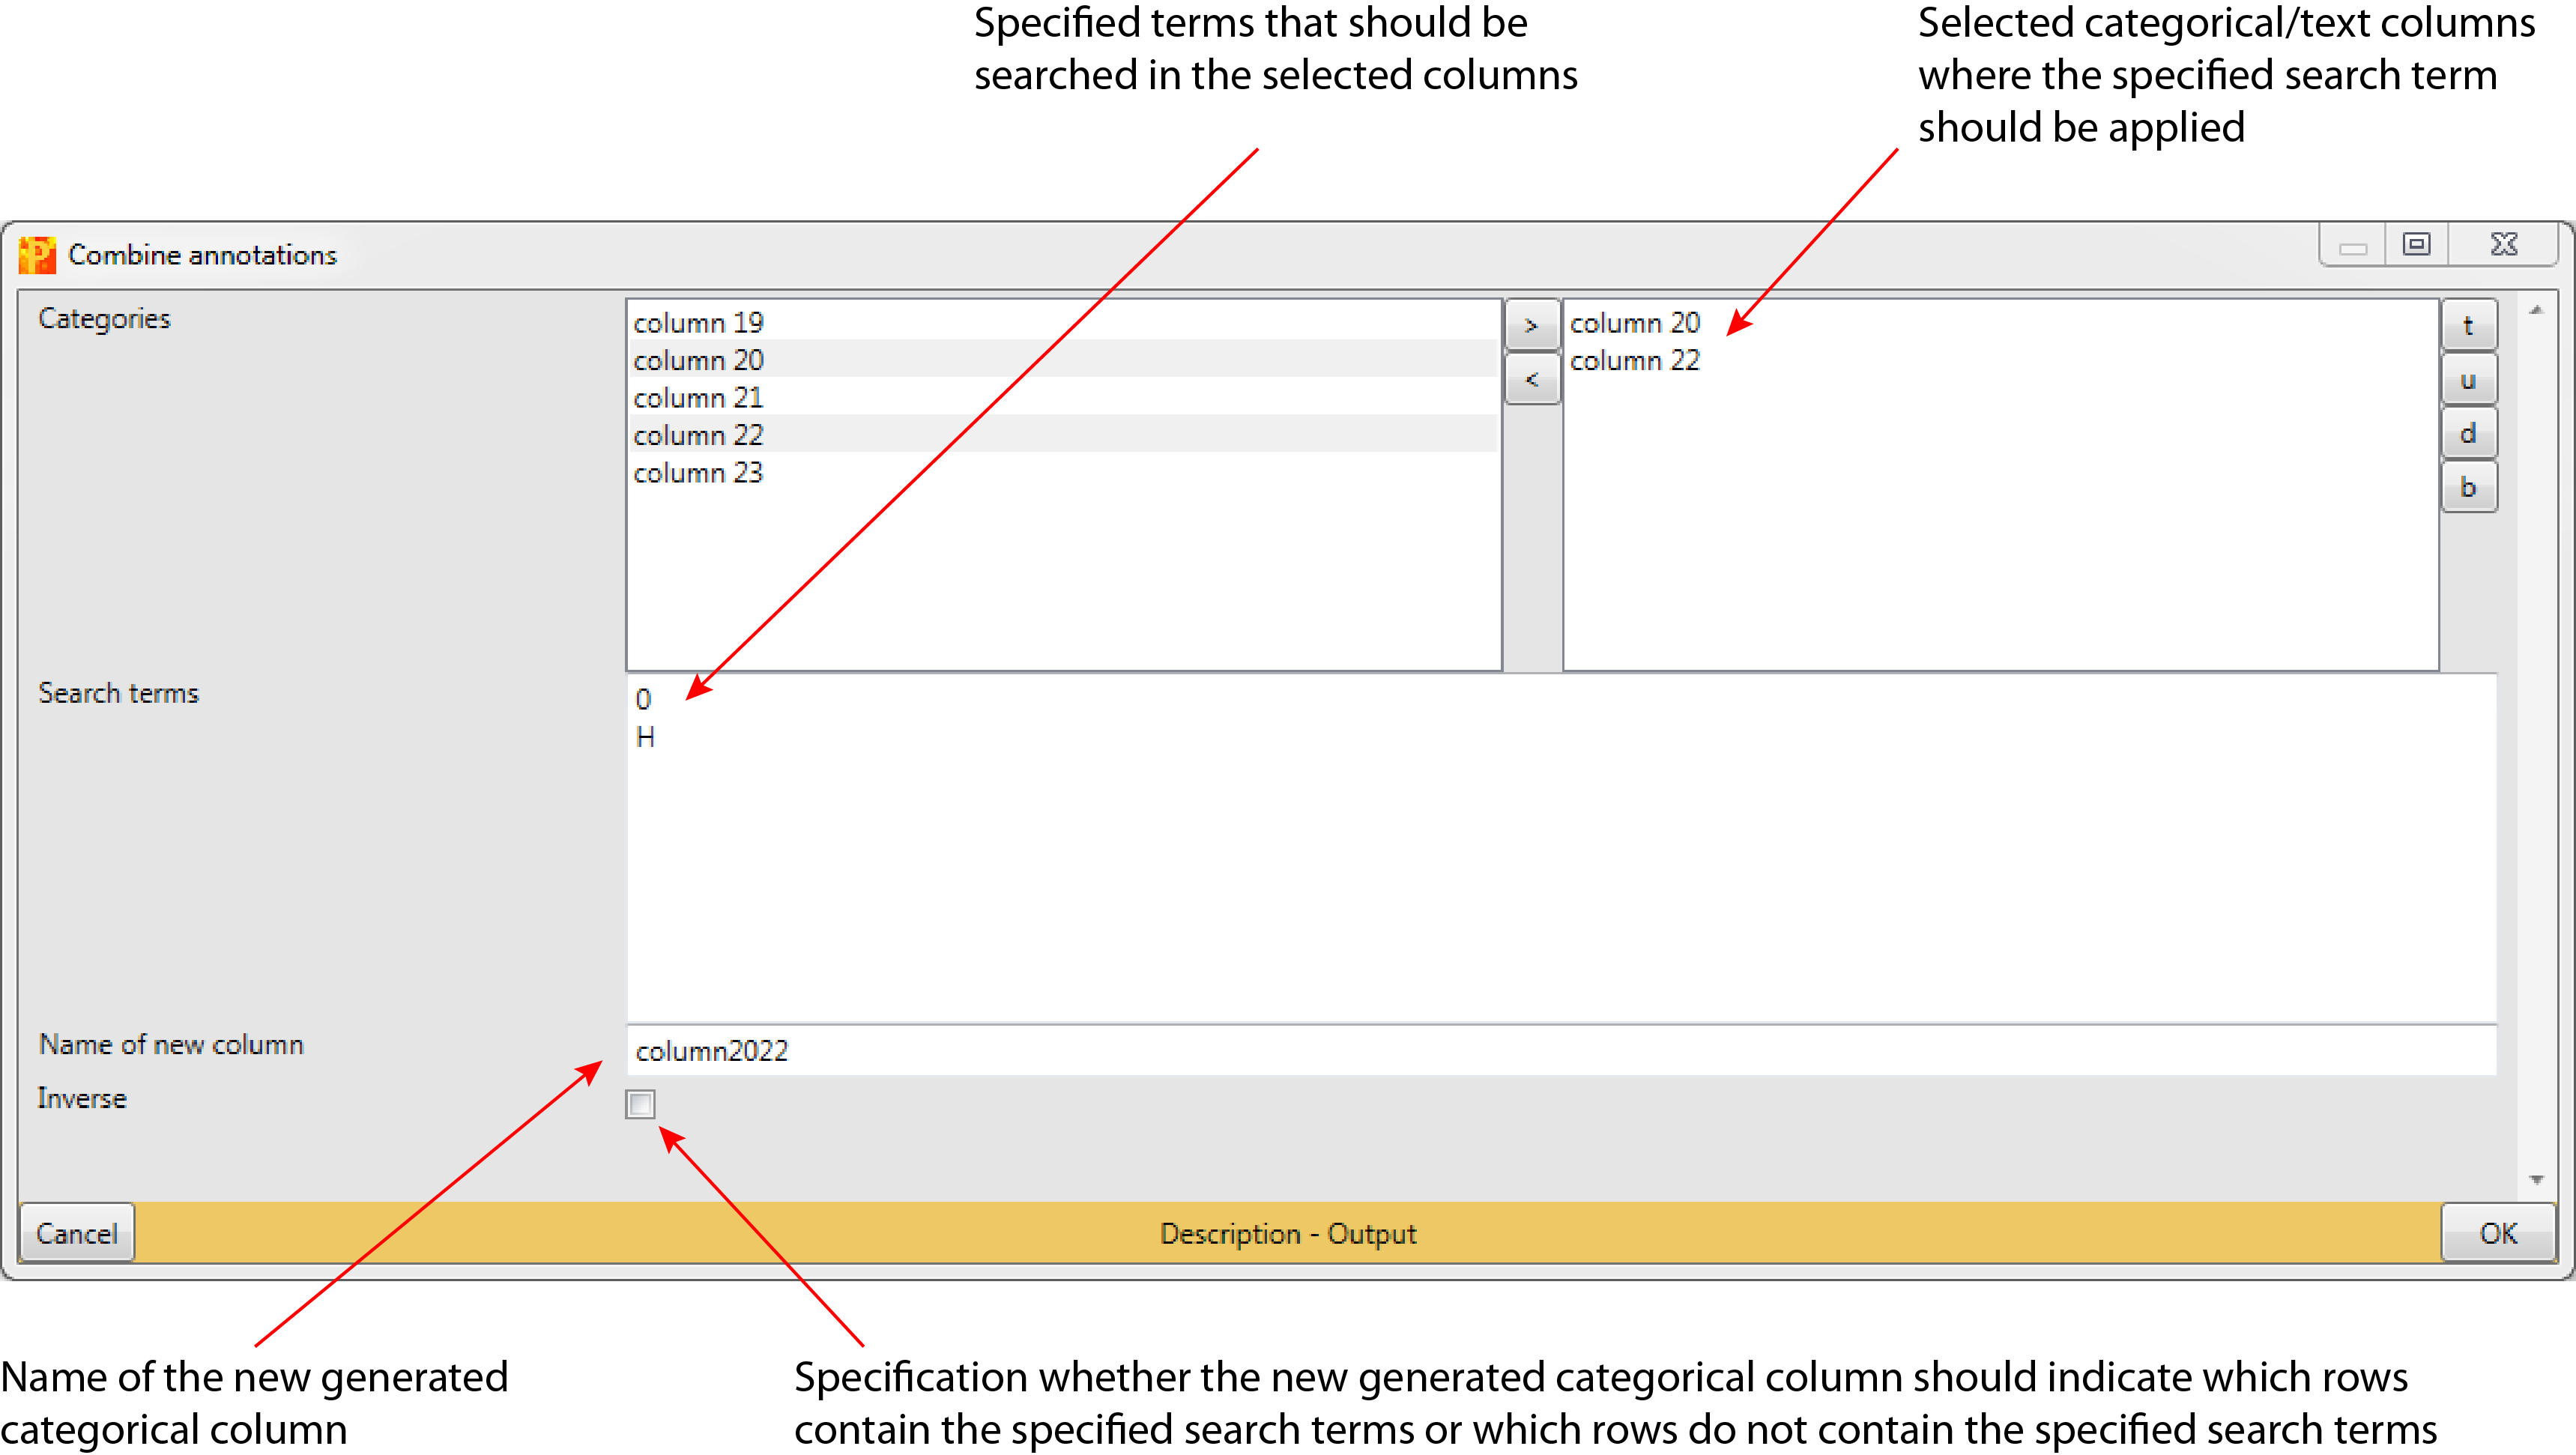 Specified terms that should be
searched in the selected columns
Selected categorical/text columns
where the specified search term
should be applied
Combine annotations
Categories
column 19
column 20
column 21
column 22
column 23
>
<
column 20
column 22
t
u
d
b
Search terms
0
H
Name of new column
column2022
Inverse
Cancel
Description - Output
OK
Name of the new generated
categorical column
Specification whether the new generated categorical column should indicate which rows
contain the specified search terms or which rows do not contain the specified search terms